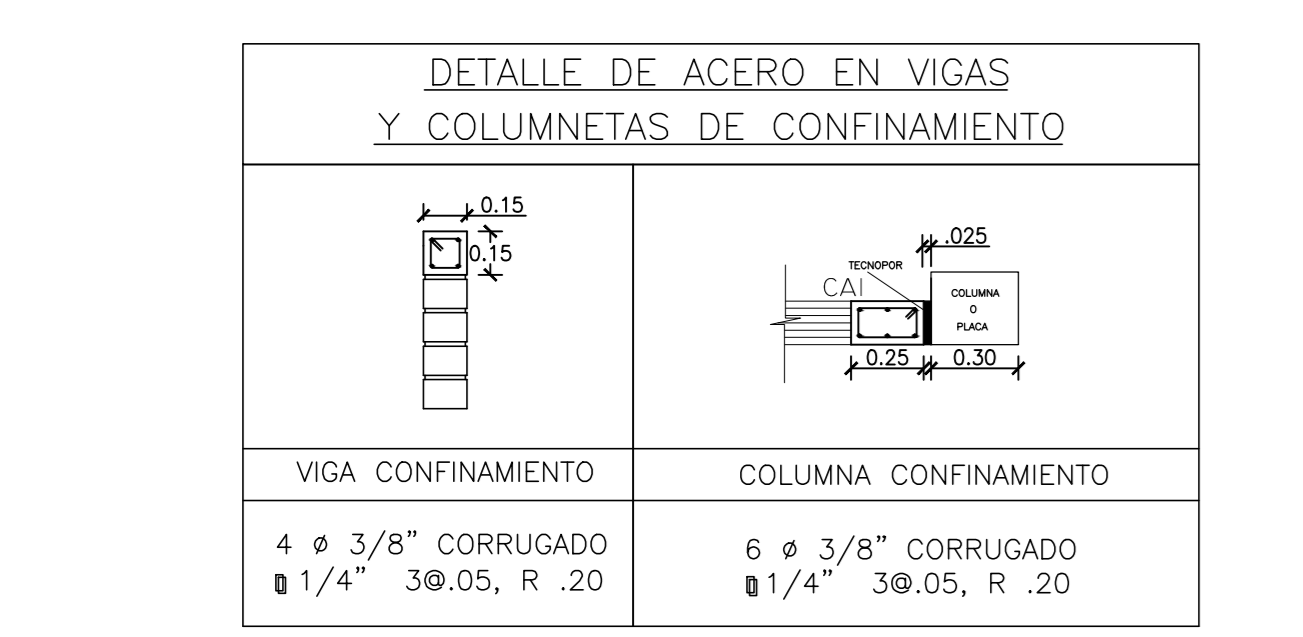 DETALLE DE ACERO EN VIGAS
Y COLUMNETAS DE CONFINAMIENTO
0.15
0.15
.025
TECNOPOR
CAI
COLUMNA
O
PLACA
0.25
0.30
VIGA CONFINAMIENTO
COLUMNA CONFINAMIENTO
4 ø 3/8” CORRUGADO
1/4” 3@.05, R .20
6 ø 3/8” CORRUGADO
1/4” 3@.05, R .20